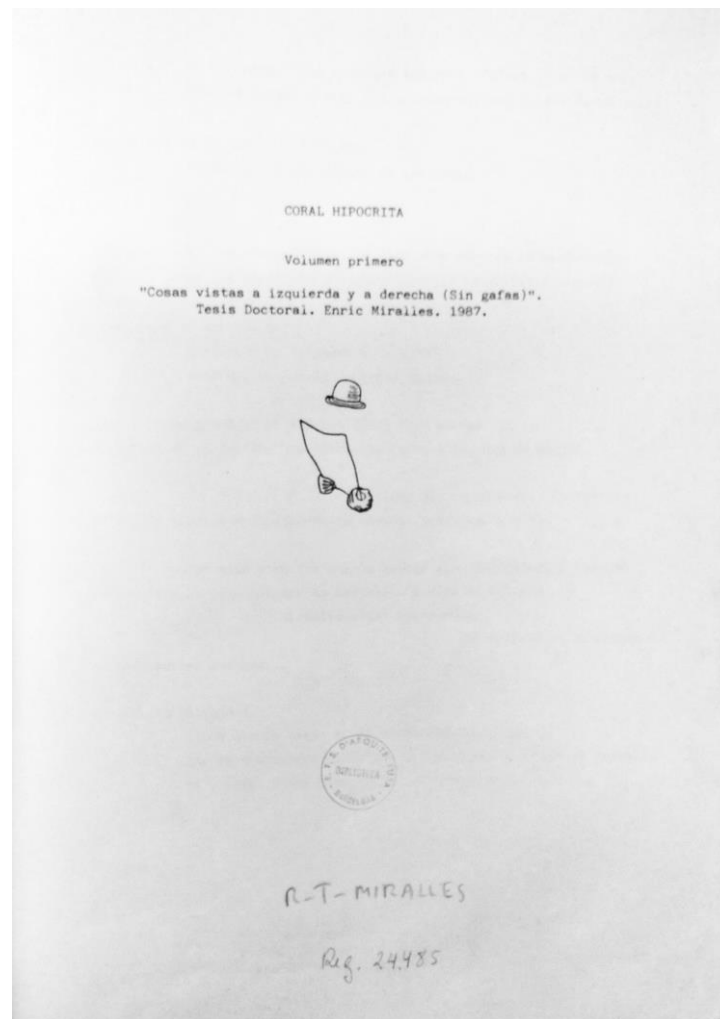 CORAL HIPOCRITA
Volumen primero
"Cosas vistas a izquierda y a derecha (Sin gafas)".
Tesis Doctoral. Enric Miralles. 1987.
BIBLIOTECA
R-T-MIRALLES
Reg. 24.485